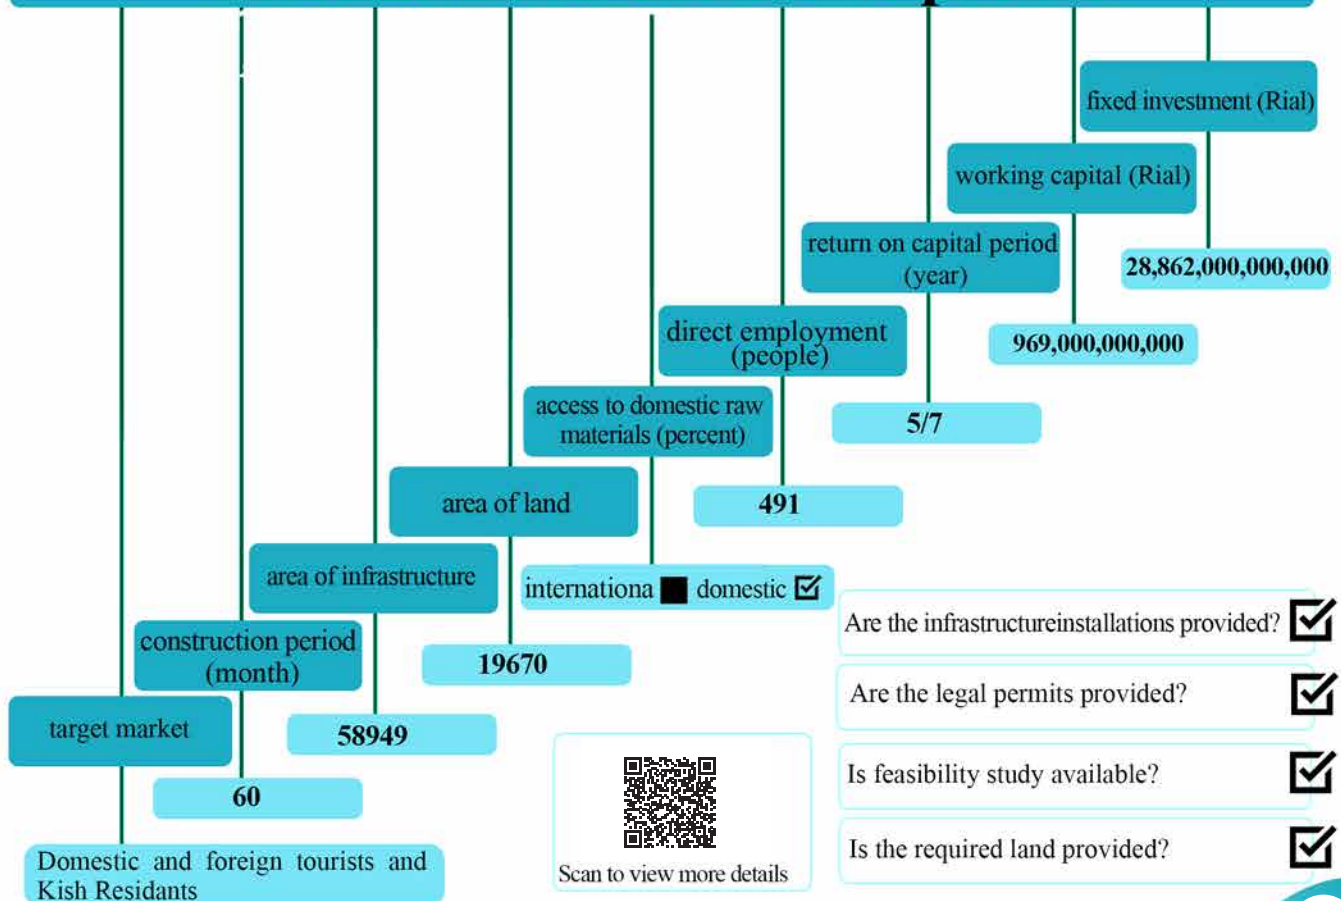 fixed investment (Rial)
28,862,000,000,000
working capital (Rial)
969,000,000,000
return on capital period
(year)
5/7
direct employment
(people)
491
access to domestic raw
materials (percent)
internationa domestic
area of land
19670
area of infrastructure
58949
construction period
(month)
60
target market
Domestic and foreign tourists and
Kish Residants
Scan to view more details
Are the infrastructureinstallations provided?
Are the legal permits provided?
Is feasibility study available?
Is the required land provided?